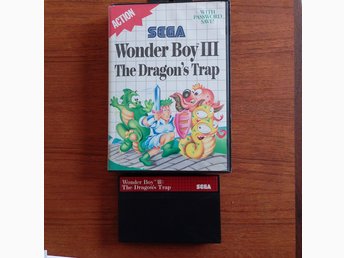 ACTION
WITH
PASSWORD
SAVE!
SEGA
Wonder Boy III
The Dragon's Trap
Wonder Boy III:
The Dragon's Trap
SEGA